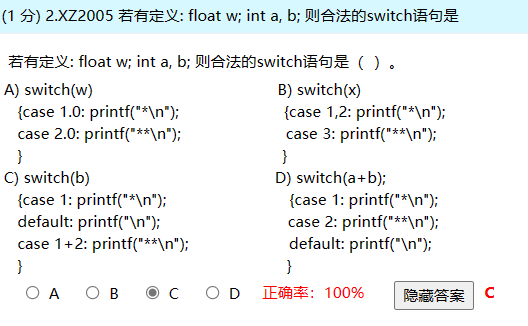 (1 分) 2.XZ2005 若有定义: float w; int a, b; 则合法的switch语句是
若有定义: float w; int a, b; 则合法的switch语句是（ ）。
A) switch(w) B) switch(x)
{case 1.0: printf("*\n"); {case 1,2: printf("*\n");
case 2.0: printf("**\n"); case 3: printf("**\n");
} }
C) switch(b) D) switch(a+b);
{case 1: printf("*\n"); {case 1: printf("*\n");
default: printf("\n"); case 2: printf("**\n");
case 1+2: printf("**\n"); default: printf("\n");
} }
A B C D 正确率：100% 隐藏答案 C